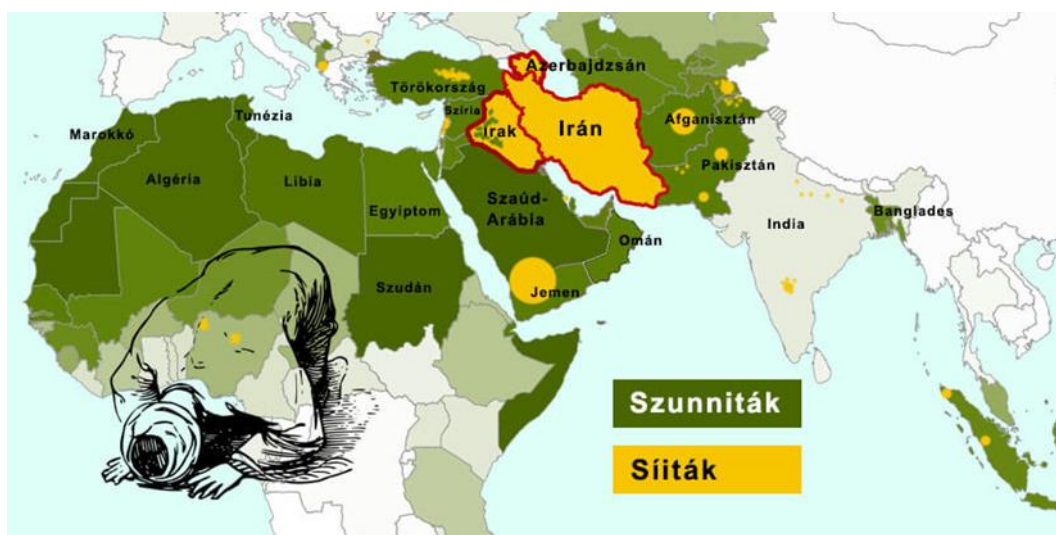 Azerbajdzsán
Törökország
Szíria
Irak
Irán
Afganisztán
Pakisztán
Marokkó
Tunézia
Algéria
Líbia
Egyiptom
Szaúd-
Arábia
Omán
India
Banglades
Szudán
Jemen
Szunniták
Síiták